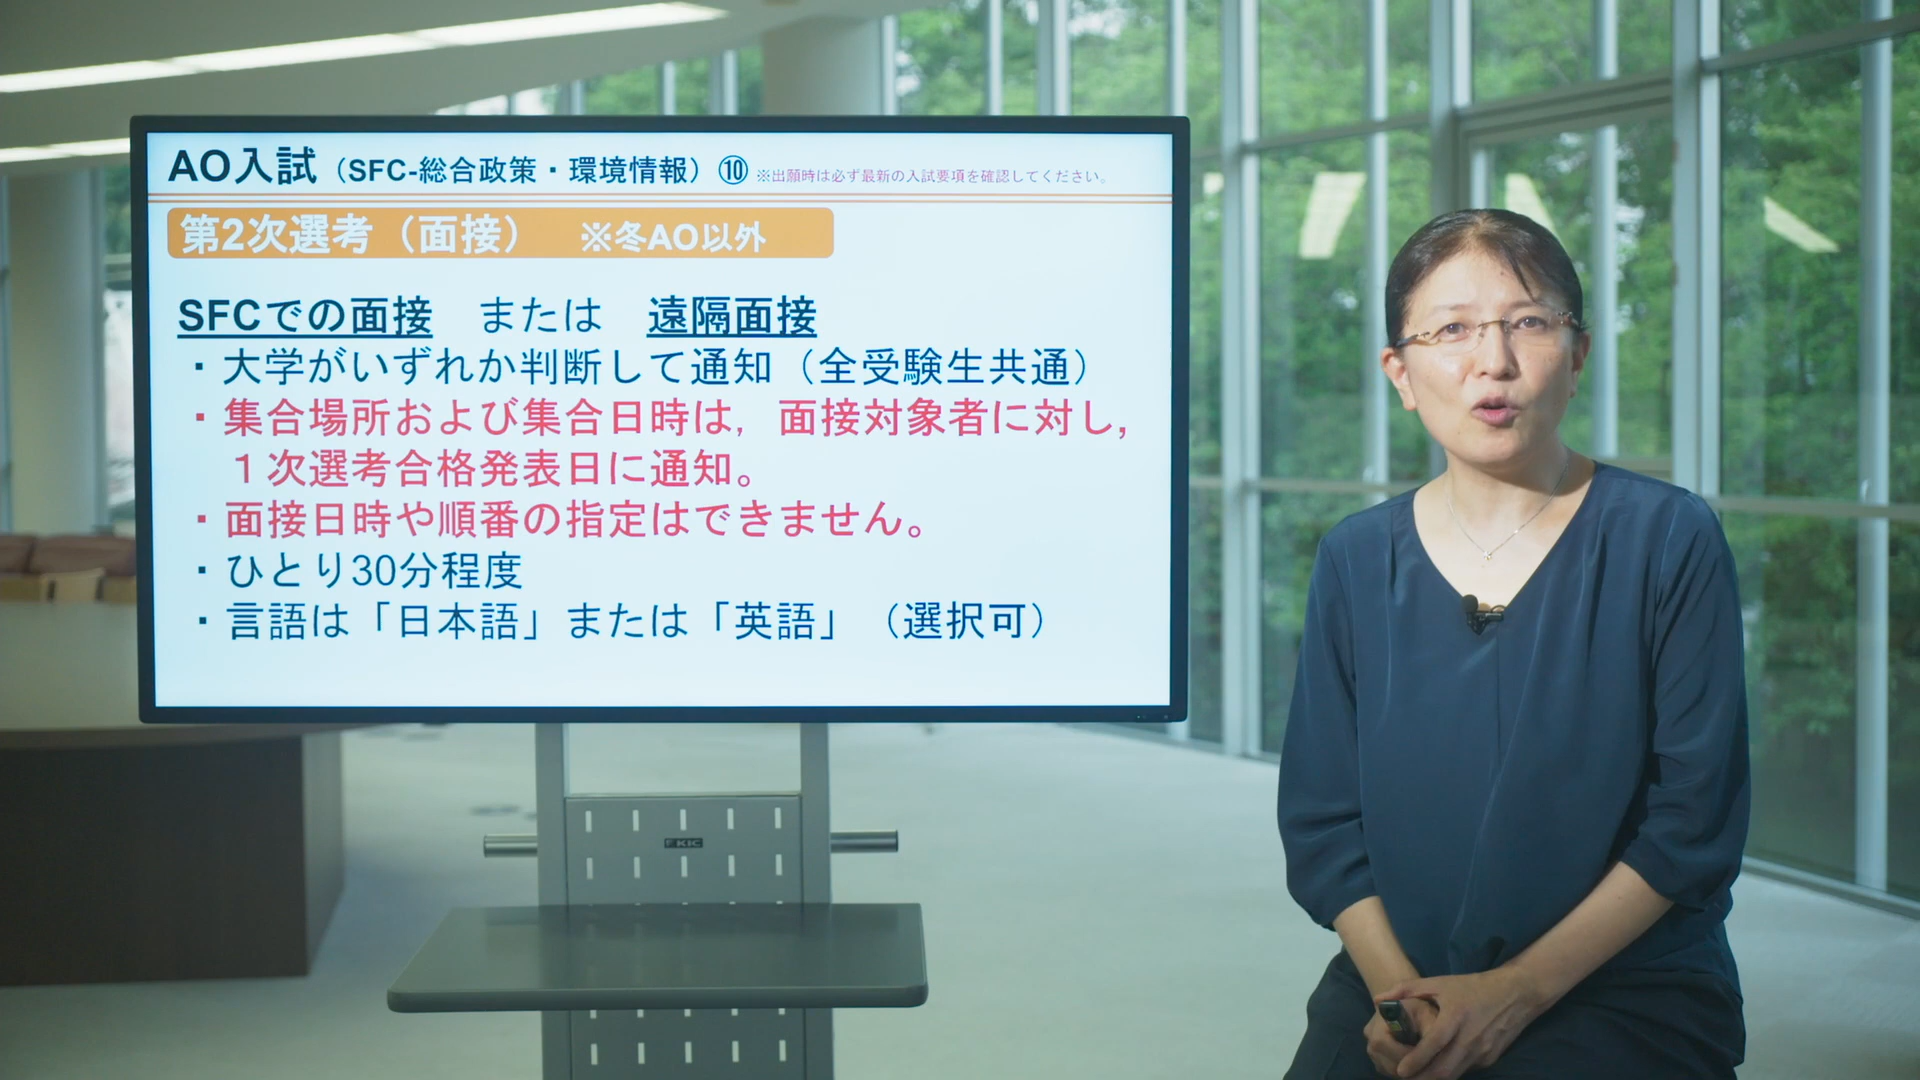 AO入試（SFC-総合政策・環境情報）⑩ ※出願時は必ず最新の入試要項を確認してください。
第2次選考（面接）　※冬AO以外
SFCでの面接　または　遠隔面接
・大学がいずれか判断して通知（全受験生共通）
・集合場所および集合日時は，面接対象者に対し，
１次選考合格発表日に通知。
・面接日時や順番の指定はできません。
・ひとり30分程度
・言語は「日本語」または「英語」（選択可）